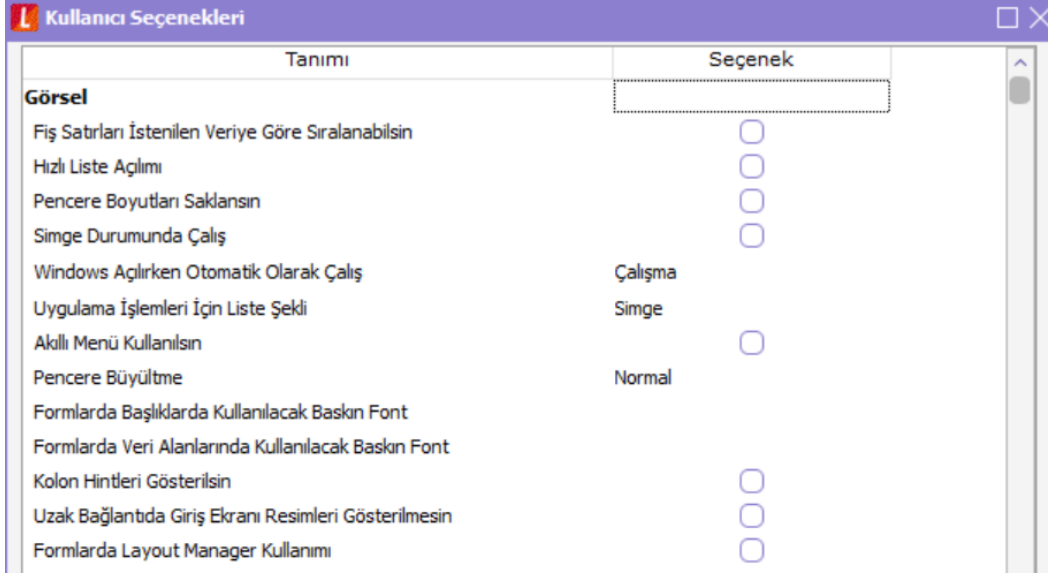 Kullanıcı Seçenekleri
Tanımı Seçenek
Görsel
Fiş Satırları İstenilen Veriye Göre Sıralanabilsin
Hızlı Liste Açılımı
Pencere Boyutları Saklansın
Simge Durumunda Çalış
Windows Açılırken Otomatik Olarak Çalış Çalışma
Uygulama İşlemleri İçin Liste Şekli Simge
Akıllı Menü Kullanılsın
Pencere Büyültme Normal
Formlarda Başlıklarda Kullanılacak Baskın Font
Formlarda Veri Alanlarında Kullanılacak Baskın Font
Kolon Hintleri Gösterilsin
Uzak Bağlantıda Giriş Ekranı Resimleri Gösterilmesin
Formlarda Layout Manager Kullanımı